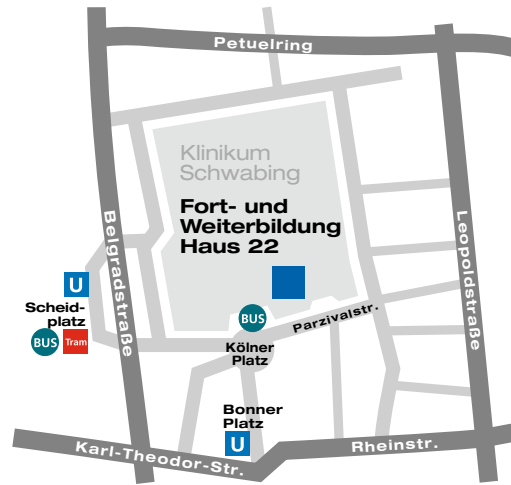 Petuelring
Klinikum
Schwabing
Fort- und
Weiterbildung
Haus 22
Belgradstraße
Leopoldstraße
U
Scheid-
platz
BUS
Tram
BUS
Parzivalstr.
Kölner
Platz
Bonner
Platz
U
Karl-Theodor-Str.
Rheinstr.